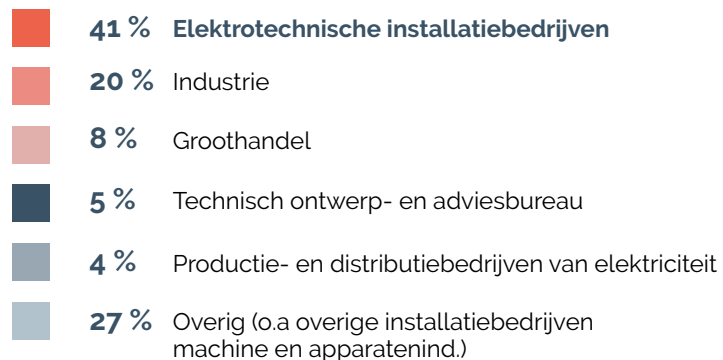 41 % Elektrotechnische installatiebedrijven
20 % Industrie
8 % Groothandel
5 % Technisch ontwerp- en adviesbureau
4 % Productie- en distributiebedrijven van elektriciteit
27 % Overig (o.a overige installatiebedrijven
machine en apparatenind.)